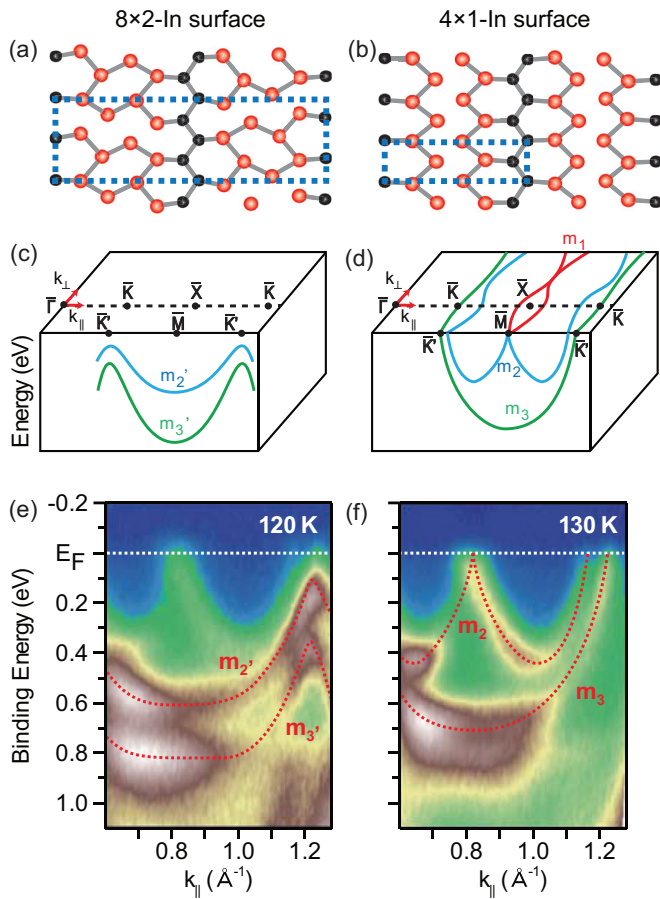 8×2-In surface
4×1-In surface
(a)
(b)
(c)
k⊥
Γ̅
k∥
K̅
X̅
K̅
K̅'
M̅
K̅'
m2'
m3'
Energy (eV)
(d)
m1
k⊥
Γ̅
k∥
K̅
X̅
K̅
K̅'
M̅
K̅'
m2
m3
(e)
-0.2
120 K
EF
0.2
0.4
0.6
0.8
1.0
Binding Energy (eV)
m2'
m3'
0.8
1.0
1.2
k∥ (Å-1)
(f)
130 K
m2
m3
0.8
1.0
1.2
k∥ (Å-1)